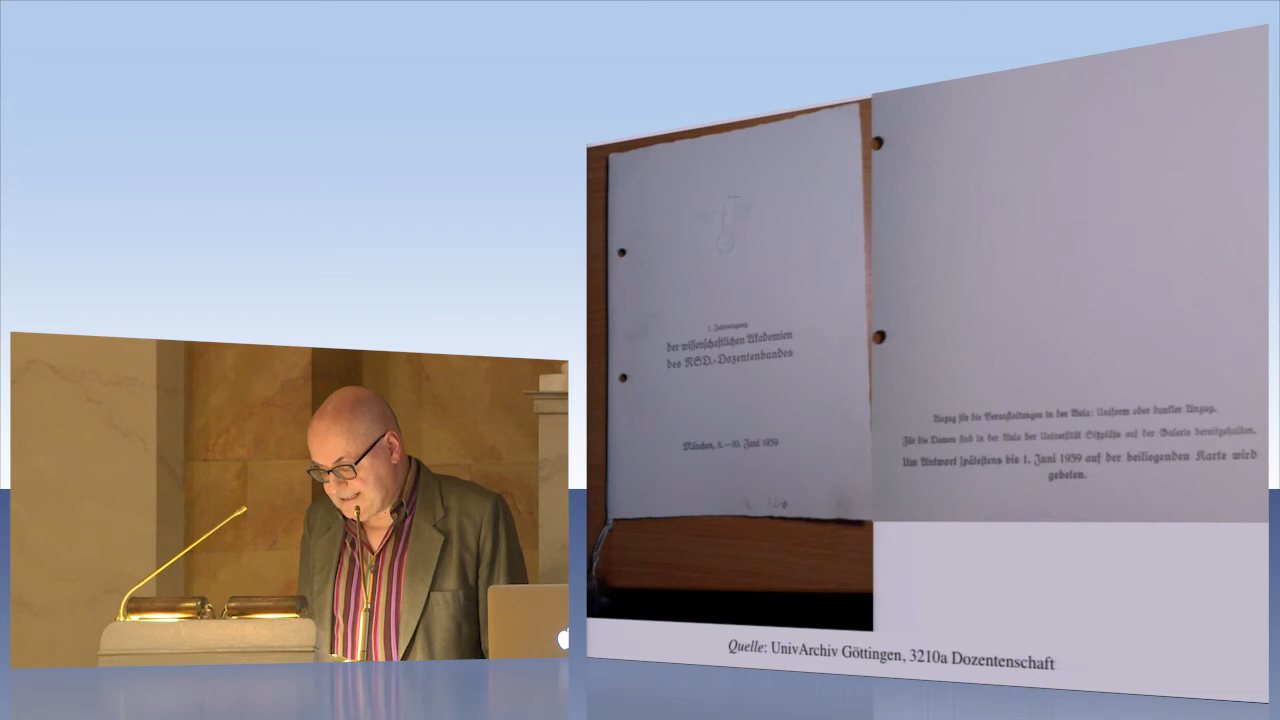 1. Jahrestagung
der wissenschaftlichen Akademien
des NSD.-Dozentenbundes
München, 8.—10. Juni 1939
Anzug für die Veranstaltungen in der Aula: Uniform oder dunkler Anzug.
Für die Damen sind in der Aula der Universität Sitzplätze auf der Galerie bereitgehalten.
Um Antwort spätestens bis 1. Juni 1939 auf der beiliegenden Karte wird
gebeten.
Quelle: UnivArchiv Göttingen, 3210a Dozentenschaft